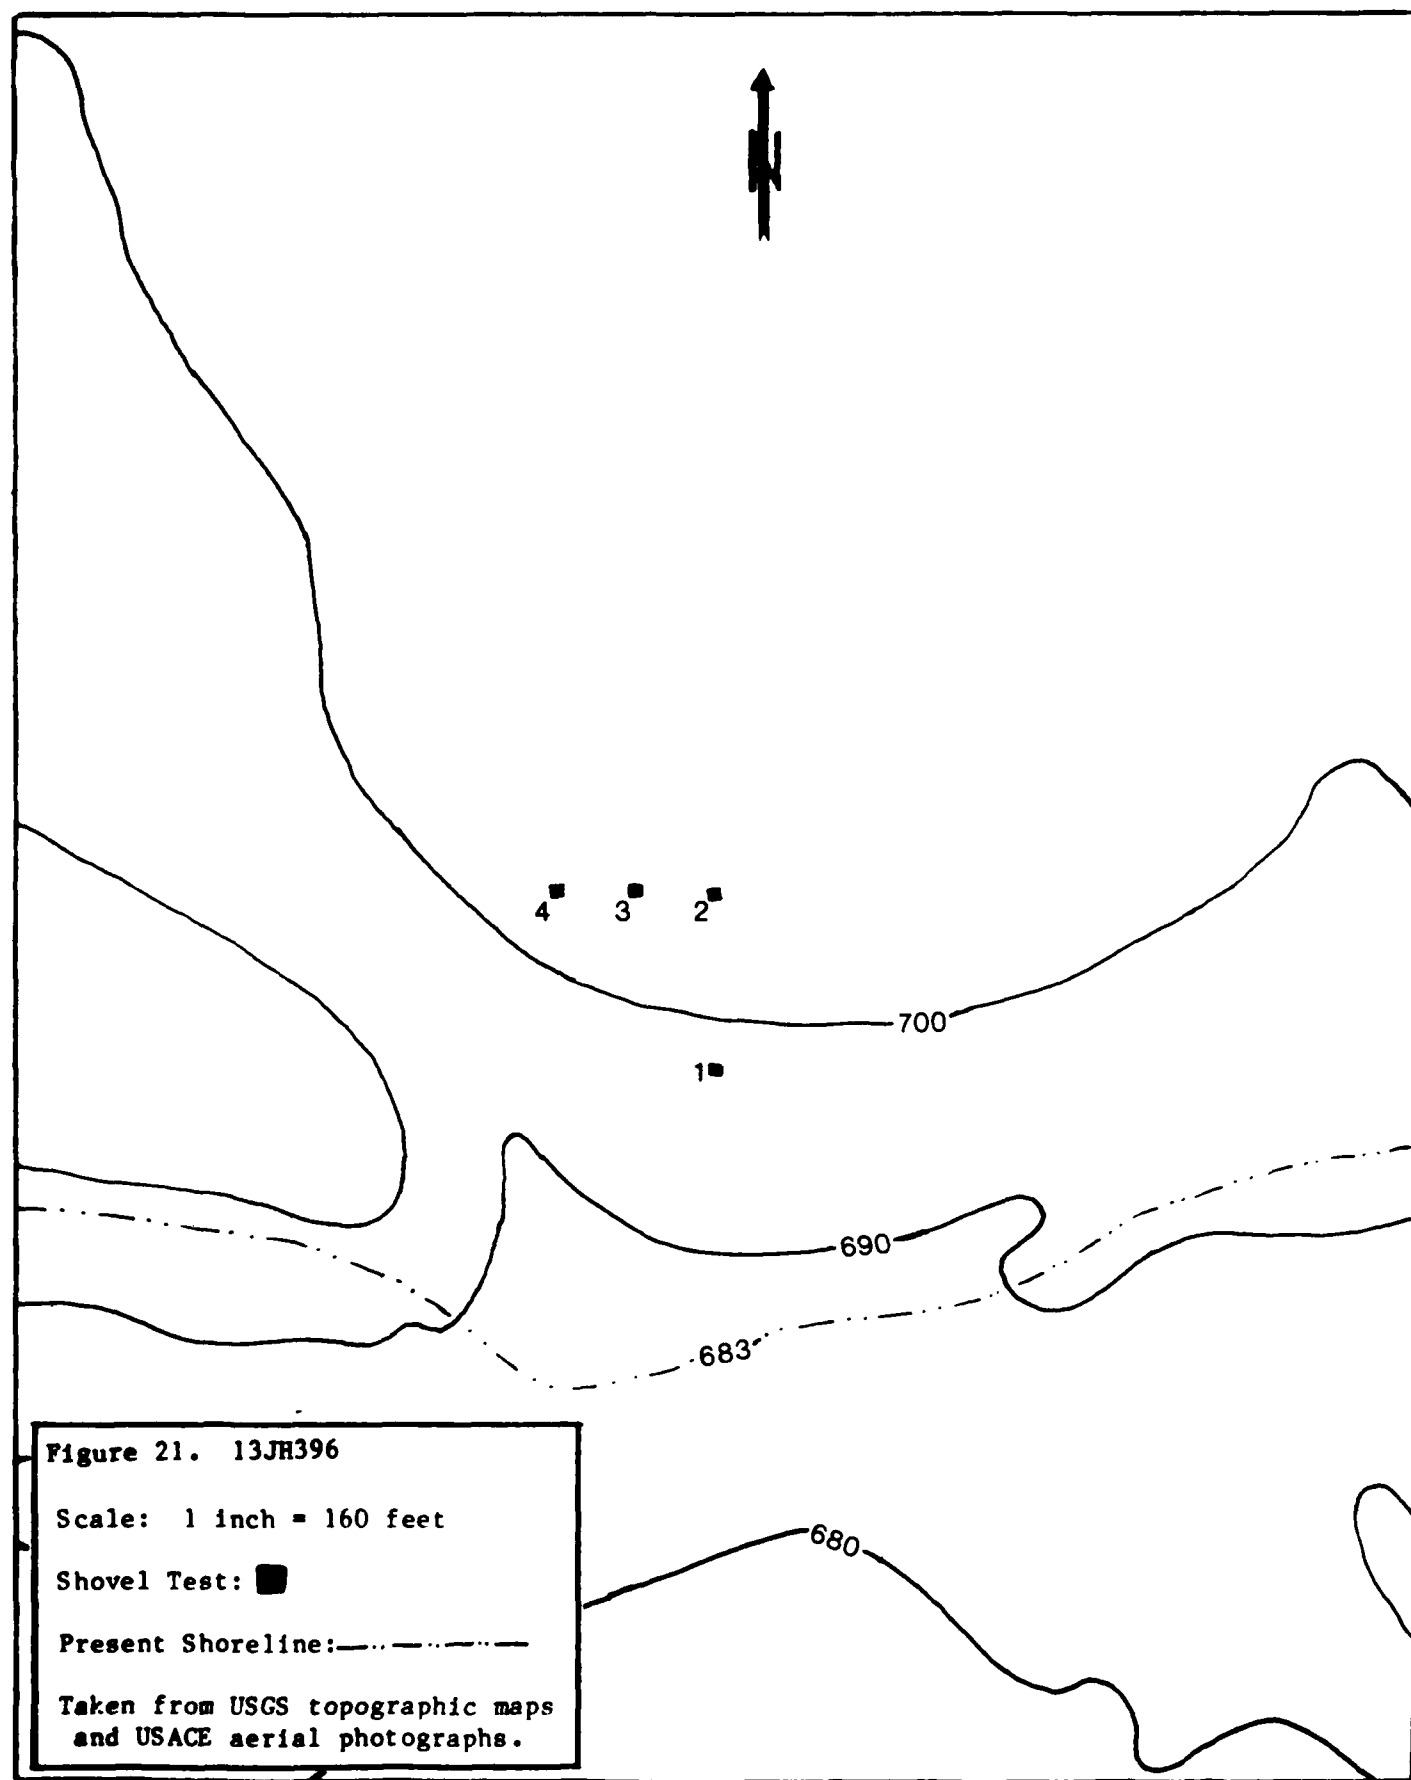 N
4
3
2
700
1
690
683
Figure 21. 13JH396
Scale: 1 inch = 160 feet
Shovel Test:
Present Shoreline:
Taken from USGS topographic maps
and USACE aerial photographs.
680